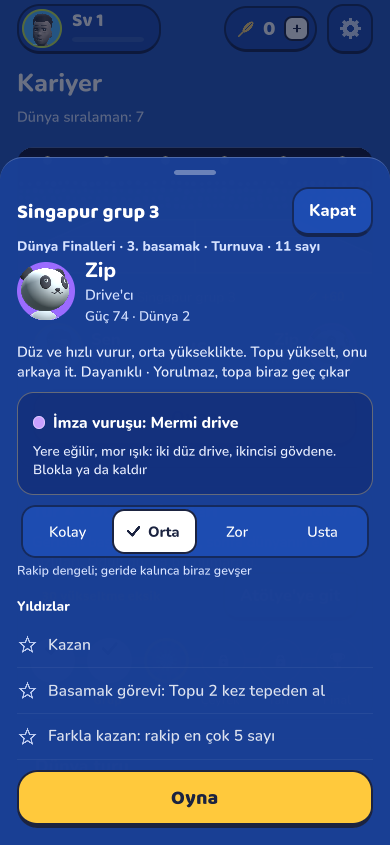 Sv 1
0
+
Kariyer
Dünya sıralaman: 7
Singapur grup 3
Kapat
Dünya Finalleri · 3. basamak · Turnuva · 11 sayı
Zip
Drive'cı
Güç 74 · Dünya 2
Düz ve hızlı vurur, orta yükseklikte. Topu yükselt, onu
arkaya it. Dayanıklı · Yorulmaz, topa biraz geç çıkar
İmza vuruşu: Mermi drive
Yere eğilir, mor ışık: iki düz drive, ikincisi gövdene.
Blokla ya da kaldır
Kolay
Orta
Zor
Usta
Rakip dengeli; geride kalınca biraz gevşer
Yıldızlar
Kazan
Basamak görevi: Topu 2 kez tepeden al
Farkla kazan: rakip en çok 5 sayı
Oyna